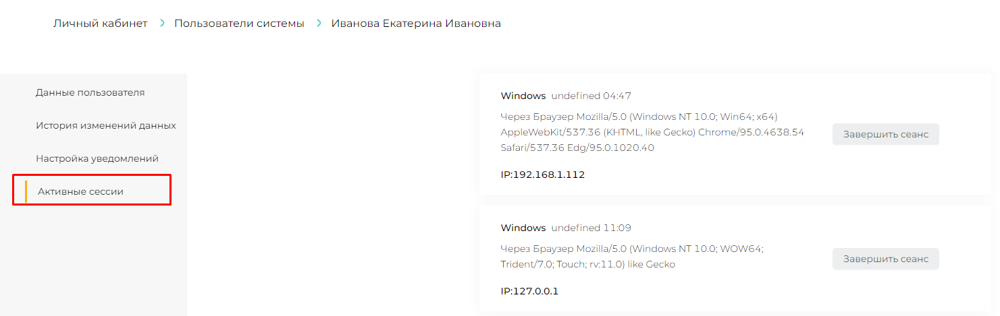 Личный кабинет > Пользователи системы > Иванова Екатерина Ивановна
Данные пользователя
История изменений данных
Настройка уведомлений
Активные сессии
Windows undefined 04:47
Через Браузер Mozilla/5.0 (Windows NT 10.0; Win64; x64)
AppleWebKit/537.36 (KHTML, like Gecko) Chrome/95.0.4638.54
Safari/537.36 Edg/95.0.1020.40
Завершить сеанс
IP:192.168.1.112
Windows undefined 11:09
Через Браузер Mozilla/5.0 (Windows NT 10.0; WOW64;
Trident/7.0; Touch; rv:11.0) like Gecko
Завершить сеанс
IP:127.0.0.1